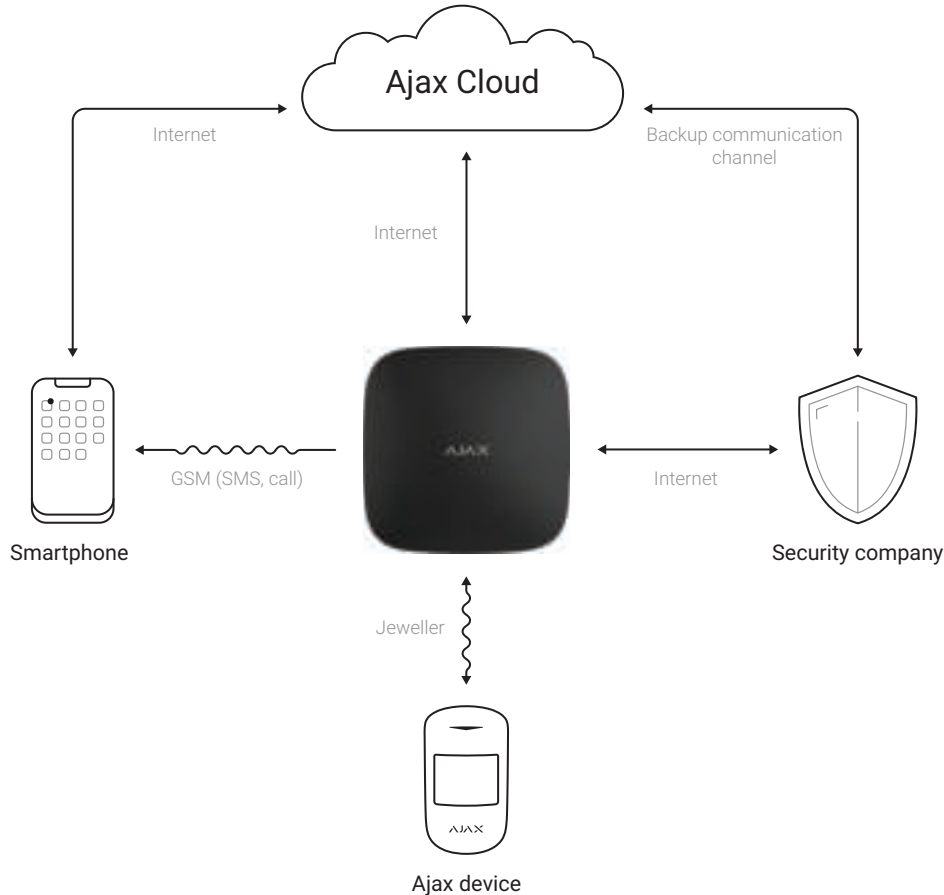 Ajax Cloud
Internet
Backup communication
channel
Internet
AJAX
GSM (SMS, call)
Internet
Smartphone
Security company
Jeweller
AJAX
Ajax device